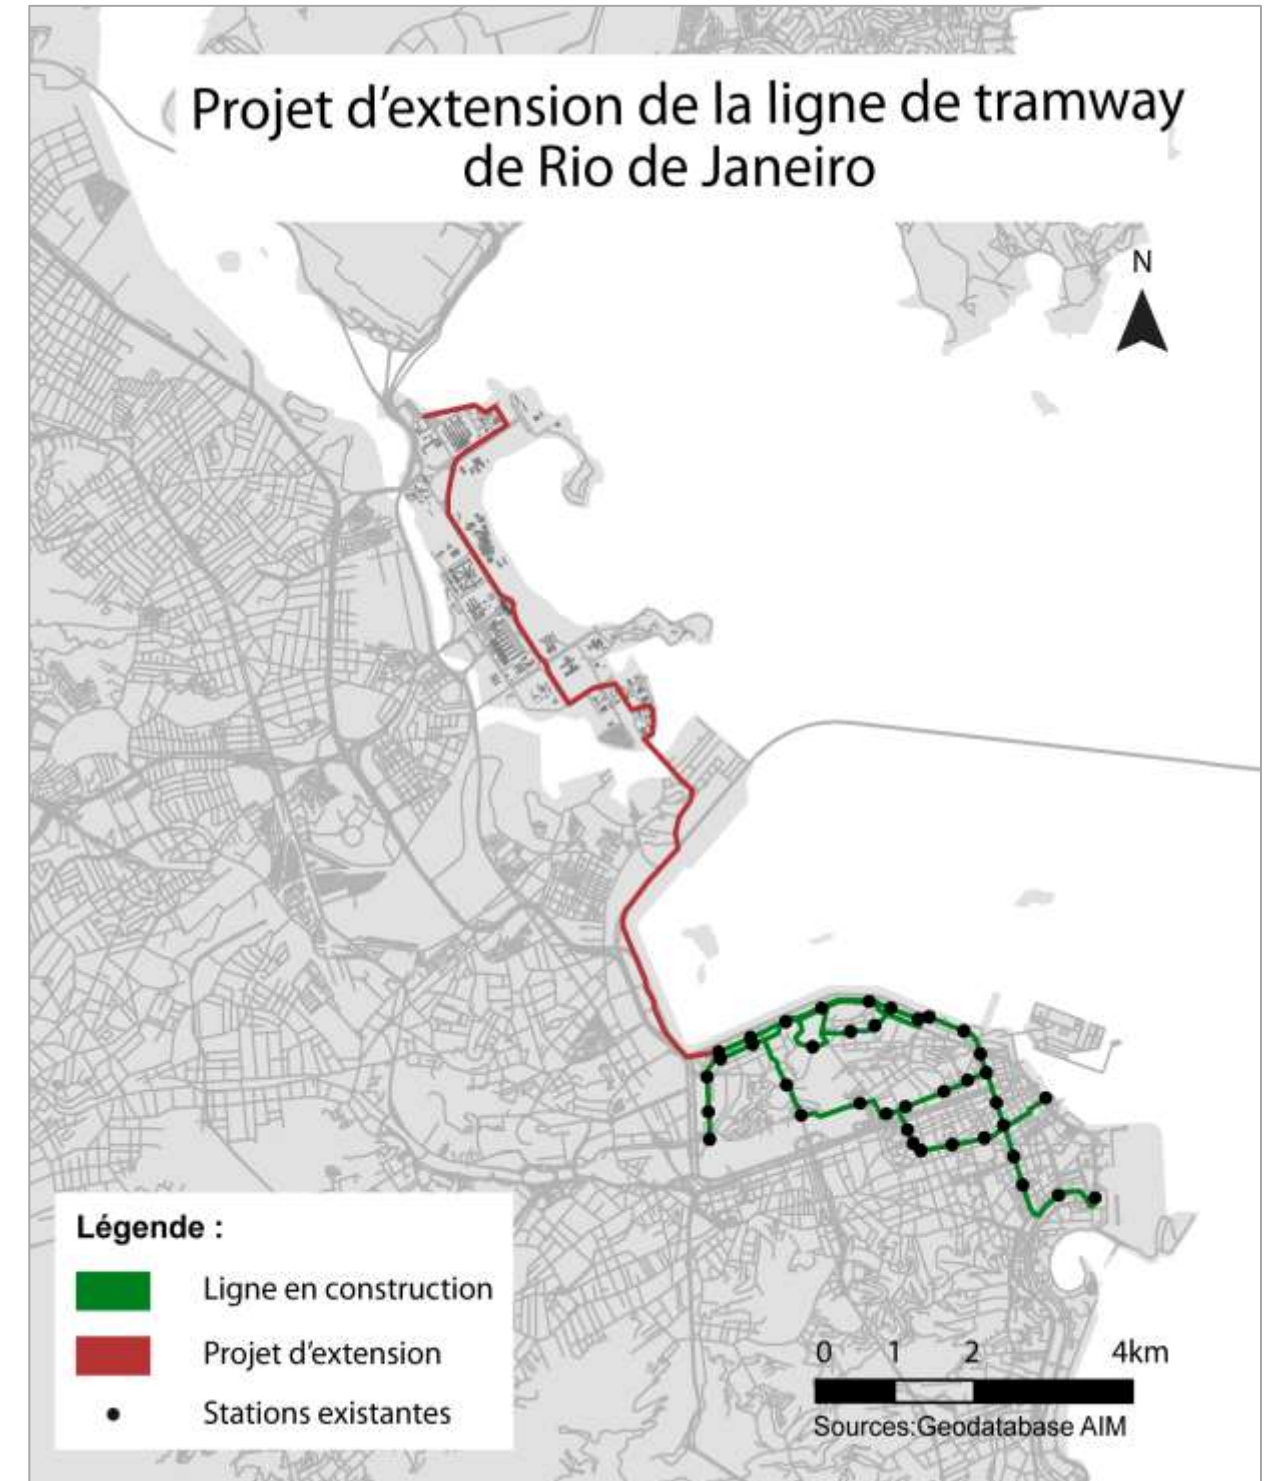 Projet d'extension de la ligne de tramway
de Rio de Janeiro
N
Légende :
Ligne en construction
Projet d'extension
Stations existantes
0 1 2 4km
Sources:Geodatabase AIM